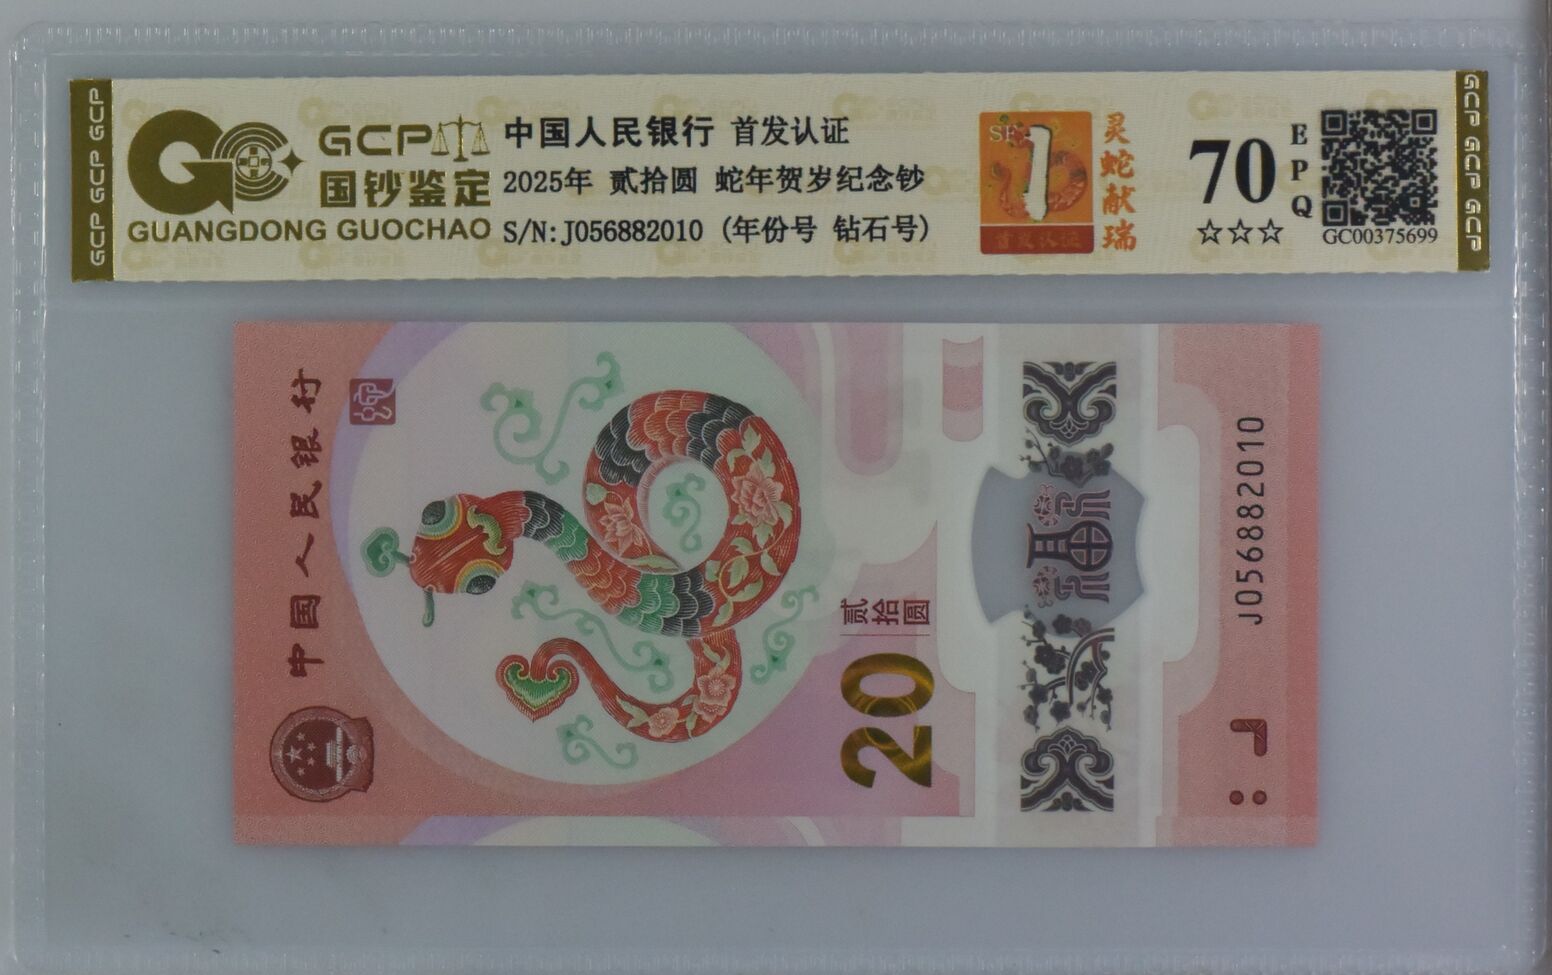 GCP GCP GCP
GCP
国钞鉴定
GUANGDONG GUOCHAO
中国人民银行 首发认证
2025年 贰拾圆 蛇年贺岁纪念钞
S/N:J056882010 (年份号 钻石号)
1
首发认证
灵蛇献瑞
70
EPQ
☆☆☆
GC00375699
GCP GCP GCP
中国人民银行
贰拾圆
20
福
J056882010